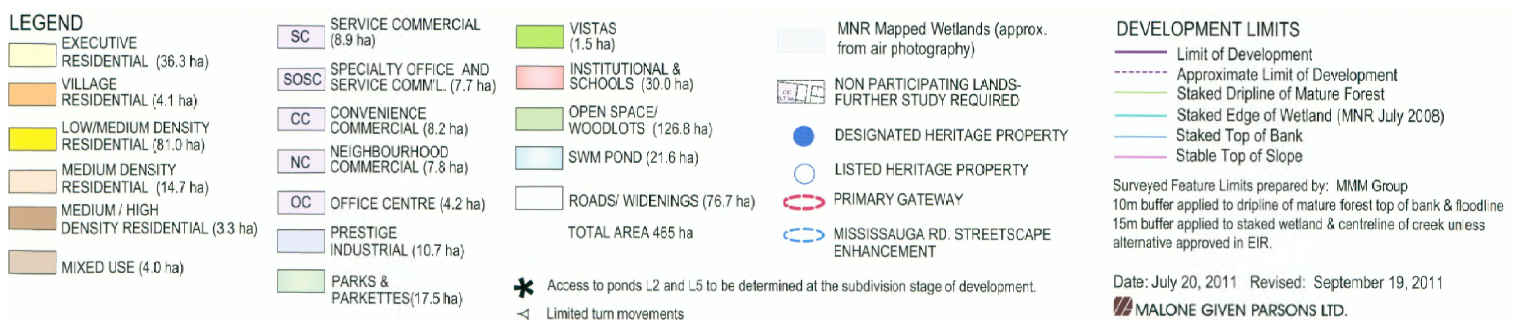 LEGEND
EXECUTIVE
RESIDENTIAL (36.3 ha)
VILLAGE
RESIDENTIAL (4.1 ha)
LOW/MEDIUM DENSITY
RESIDENTIAL (81.0 ha)
MEDIUM DENSITY
RESIDENTIAL (14.7 ha)
MEDIUM / HIGH
DENSITY RESIDENTIAL (3.3 ha)
MIXED USE (4.0 ha)
SC SERVICE COMMERCIAL
(8.9 ha)
SOSC SPECIALTY OFFICE AND
SERVICE COMM'L. (7.7 ha)
CC CONVENIENCE
COMMERCIAL (8.2 ha)
NC NEIGHBOURHOOD
COMMERCIAL (7.8 ha)
OC OFFICE CENTRE (4.2 ha)
PRESTIGE
INDUSTRIAL (10.7 ha)
PARKS &
PARKETTES(17.5 ha)
VISTAS
(1.5 ha)
INSTITUTIONAL &
SCHOOLS (30.0 ha)
OPEN SPACE/
WOODLOTS (126.8 ha)
SWM POND (21.6 ha)
ROADS/ WIDENINGS (76.7 ha)
TOTAL AREA 465 ha
Access to ponds L2 and L5 to be determined at the subdivision stage of development.
Limited turn movements
MNR Mapped Wetlands (approx.
from air photography)
NON PARTICIPATING LANDS-
FURTHER STUDY REQUIRED
DESIGNATED HERITAGE PROPERTY
LISTED HERITAGE PROPERTY
PRIMARY GATEWAY
MISSISSAUGA RD. STREETSCAPE
ENHANCEMENT
DEVELOPMENT LIMITS
Limit of Development
Approximate Limit of Development
Staked Dripline of Mature Forest
Staked Edge of Wetland (MNR July 2008)
Staked Top of Bank
Stable Top of Slope
Surveyed Feature Limits prepared by: MMM Group
10m buffer applied to dripline of mature forest top of bank & floodline
15m buffer applied to staked wetland & centreline of creek unless
alternative approved in EIR.
Date: July 20, 2011 Revised: September 19, 2011
MALONE GIVEN PARSONS LTD.